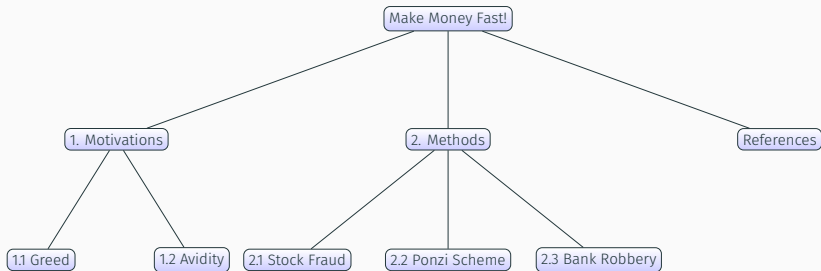 Make Money Fast!
1. Motivations
2. Methods
References
1.1 Greed
1.2 Avidity
2.1 Stock Fraud
2.2 Ponzi Scheme
2.3 Bank Robbery